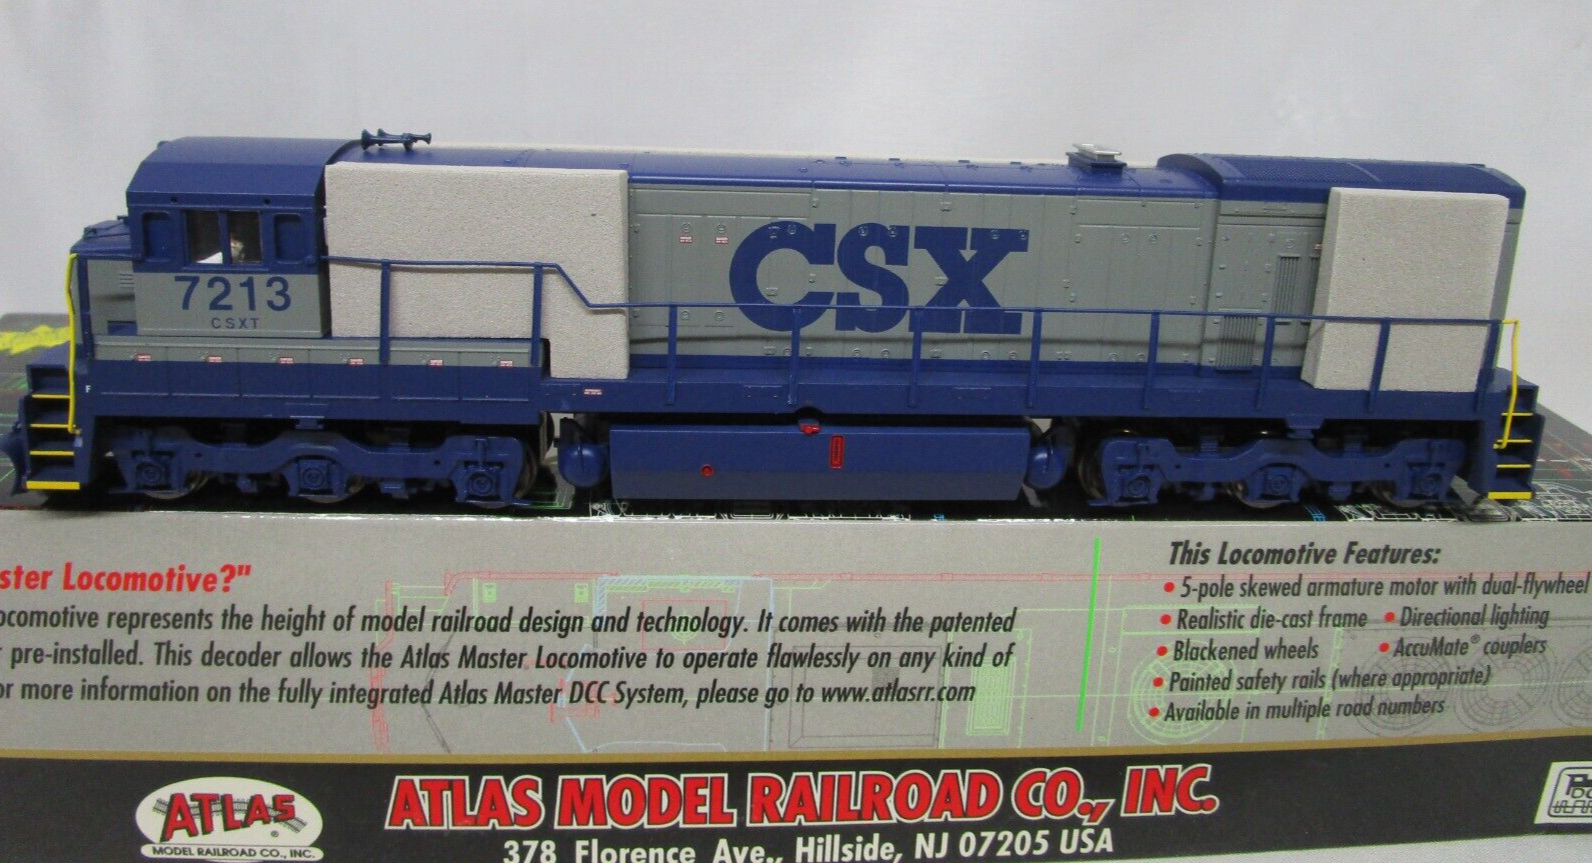 7213
CSXT
CSX
F
ster Locomotive?"
ocomotive represents the height of model railroad design and technology. It comes with the patented
pre-installed. This decoder allows the Atlas Master Locomotive to operate flawlessly on any kind of
or more information on the fully integrated Atlas Master DCC System, please go to www.atlasrr.com
This Locomotive Features:
• 5-pole skewed armature motor with dual-flywheel
• Realistic die-cast frame • Directional lighting
• Blackened wheels • AccuMate® couplers
• Painted safety rails (where appropriate)
• Available in multiple road numbers
ATLAS
®
MODEL RAILROAD CO., INC.
ATLAS MODEL RAILROAD CO., INC.
378 Florence Ave., Hillside, NJ 07205 USA